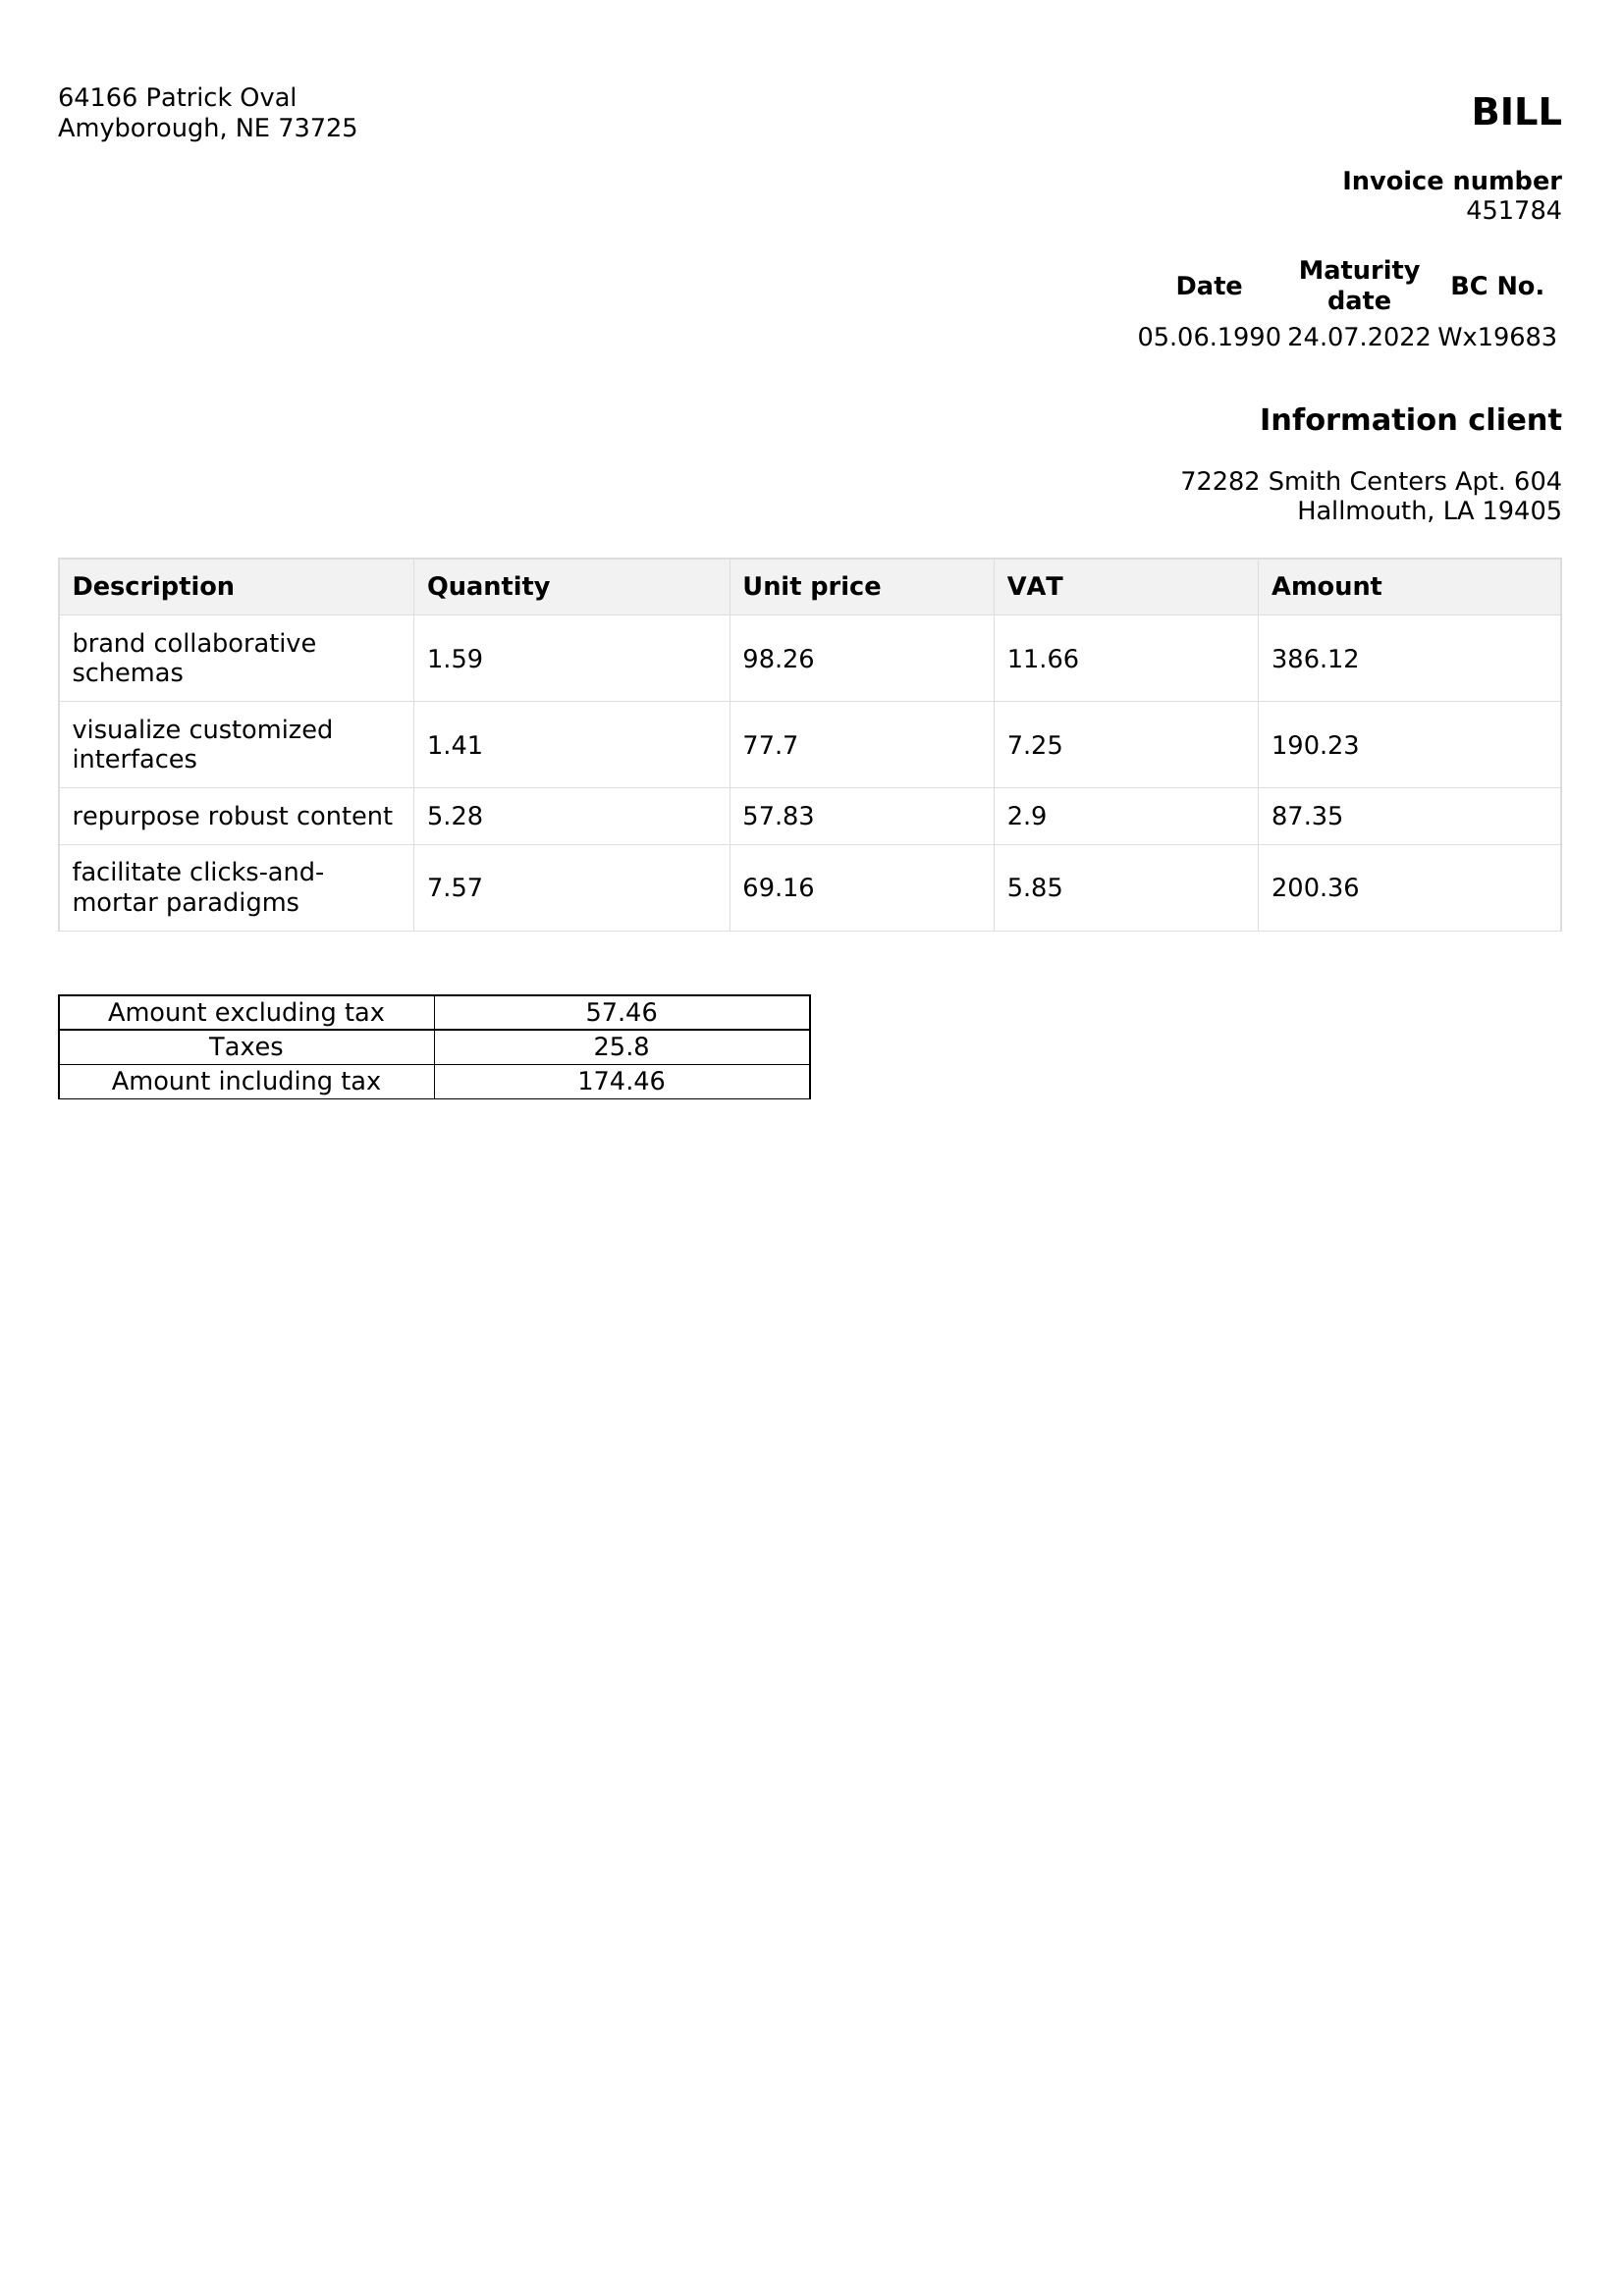 64166 Patrick Oval
Amyborough, NE 73725
BILL
Invoice number
451784
Date Maturity date BC No.
05.06.1990 24.07.2022 Wx19683
Information client
72282 Smith Centers Apt. 604
Hallmouth, LA 19405
Description Quantity Unit price VAT Amount
brand collaborative
schemas 1.59 98.26 11.66 386.12
visualize customized
interfaces 1.41 77.7 7.25 190.23
repurpose robust content 5.28 57.83 2.9 87.35
facilitate clicks-and-
mortar paradigms 7.57 69.16 5.85 200.36
Amount excluding tax 57.46
Taxes 25.8
Amount including tax 174.46